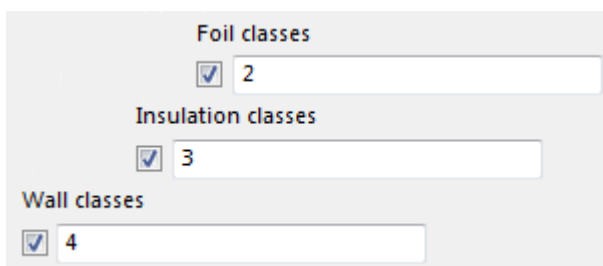 Foil classes
2
Insulation classes
3
Wall classes
4